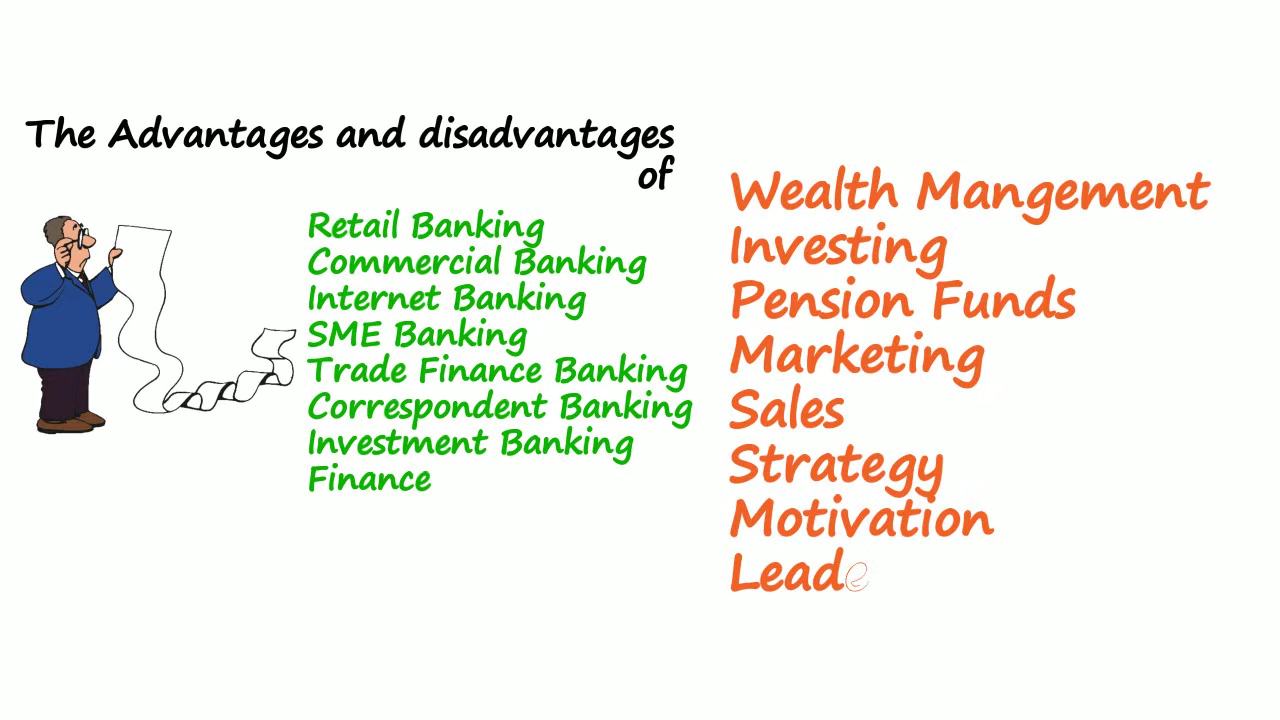 The Advantages and disadvantages
of
Retail Banking
Commercial Banking
Internet Banking
SME Banking
Trade Finance Banking
Correspondent Banking
Investment Banking
Finance
Wealth Mangement
Investing
Pension Funds
Marketing
Sales
Strategy
Motivation
Leade